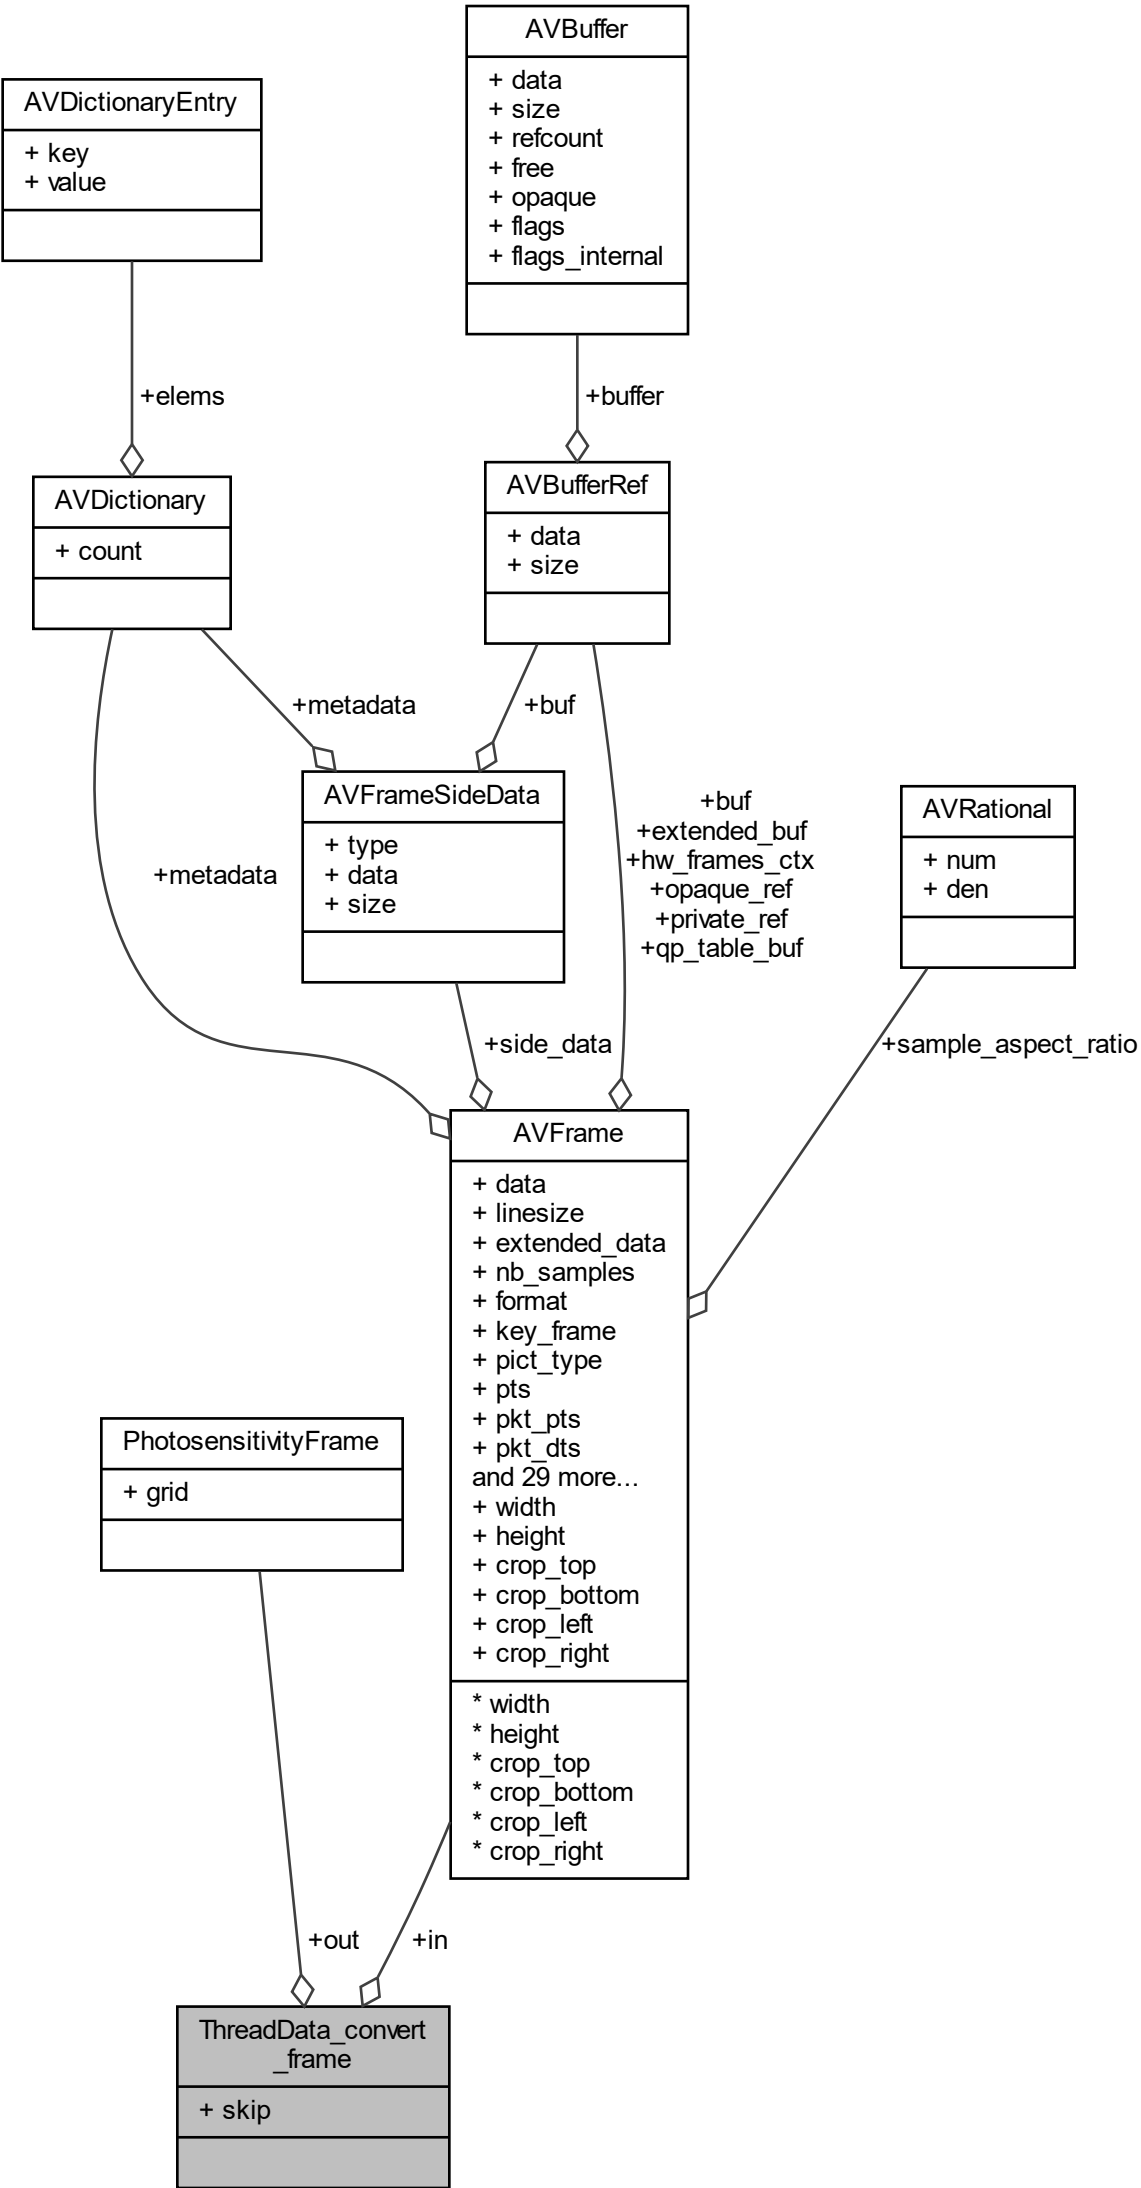 AVBuffer
+ data
+ size
+ refcount
+ free
+ opaque
+ flags
+ flags_internal
AVDictionaryEntry
+ key
+ value
+elems
+buffer
AVDictionary
+ count
AVBufferRef
+ data
+ size
+metadata
+buf
AVFrameSideData
+ type
+ data
+ size
+metadata
+buf
+extended_buf
+hw_frames_ctx
+opaque_ref
+private_ref
+qp_table_buf
AVRational
+ num
+ den
+side_data
+sample_aspect_ratio
AVFrame
+ data
+ linesize
+ extended_data
+ nb_samples
+ format
+ key_frame
+ pict_type
+ pts
+ pkt_pts
+ pkt_dts
and 29 more...
+ width
+ height
+ crop_top
+ crop_bottom
+ crop_left
+ crop_right
* width
* height
* crop_top
* crop_bottom
* crop_left
* crop_right
PhotosensitivityFrame
+ grid
+out
+in
ThreadData_convert
_frame
+ skip